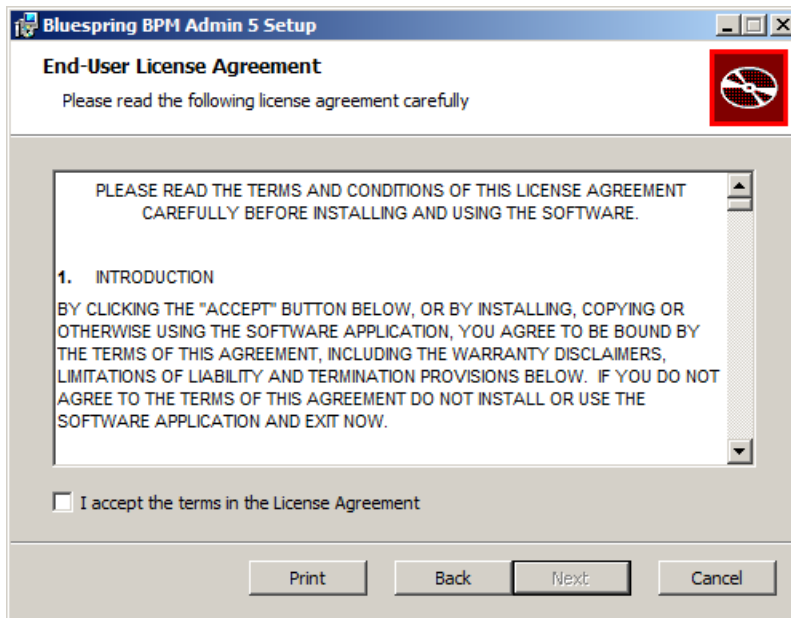 Bluespring BPM Admin 5 Setup
End-User License Agreement
Please read the following license agreement carefully
PLEASE READ THE TERMS AND CONDITIONS OF THIS LICENSE AGREEMENT
CAREFULLY BEFORE INSTALLING AND USING THE SOFTWARE.
1. INTRODUCTION
BY CLICKING THE "ACCEPT" BUTTON BELOW, OR BY INSTALLING, COPYING OR
OTHERWISE USING THE SOFTWARE APPLICATION, YOU AGREE TO BE BOUND BY
THE TERMS OF THIS AGREEMENT, INCLUDING THE WARRANTY DISCLAIMERS,
LIMITATIONS OF LIABILITY AND TERMINATION PROVISIONS BELOW. IF YOU DO NOT
AGREE TO THE TERMS OF THIS AGREEMENT DO NOT INSTALL OR USE THE
SOFTWARE APPLICATION AND EXIT NOW.
I accept the terms in the License Agreement
Print Back Next Cancel